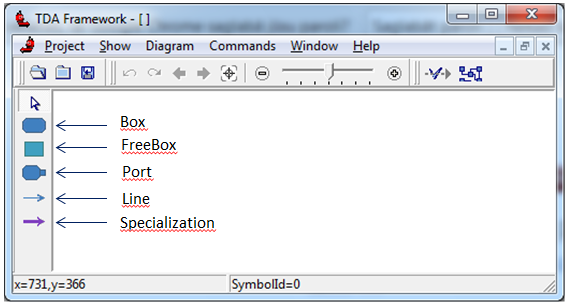 TDA Framework - [ ]
Project Show Diagram Commands Window Help
Box
FreeBox
Port
Line
Specialization
x=731,y=366 SymbolId=0